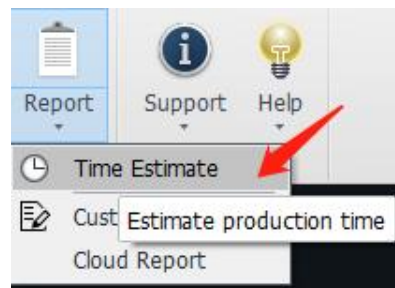 Report
Support
Help
Time Estimate
Cust
Estimate production time
Cloud Report